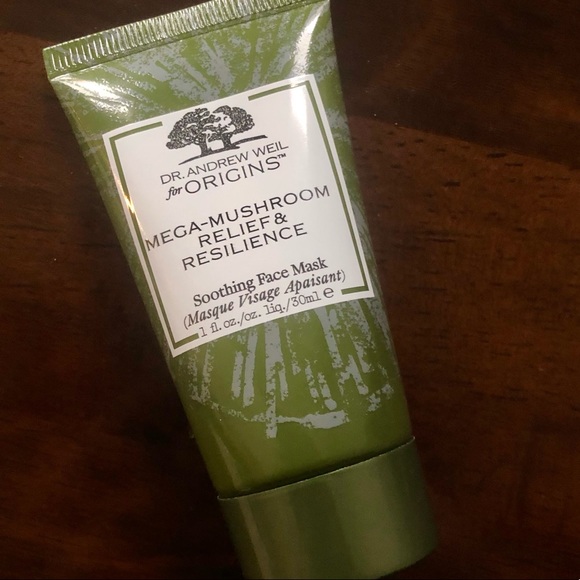 DR. ANDREW WEIL
for ORIGINS™
MEGA-MUSHROOM
RELIEF &
RESILIENCE
Soothing Face Mask
(Masque Visage Apaisant)
1 fl. oz./oz. liq./30ml e